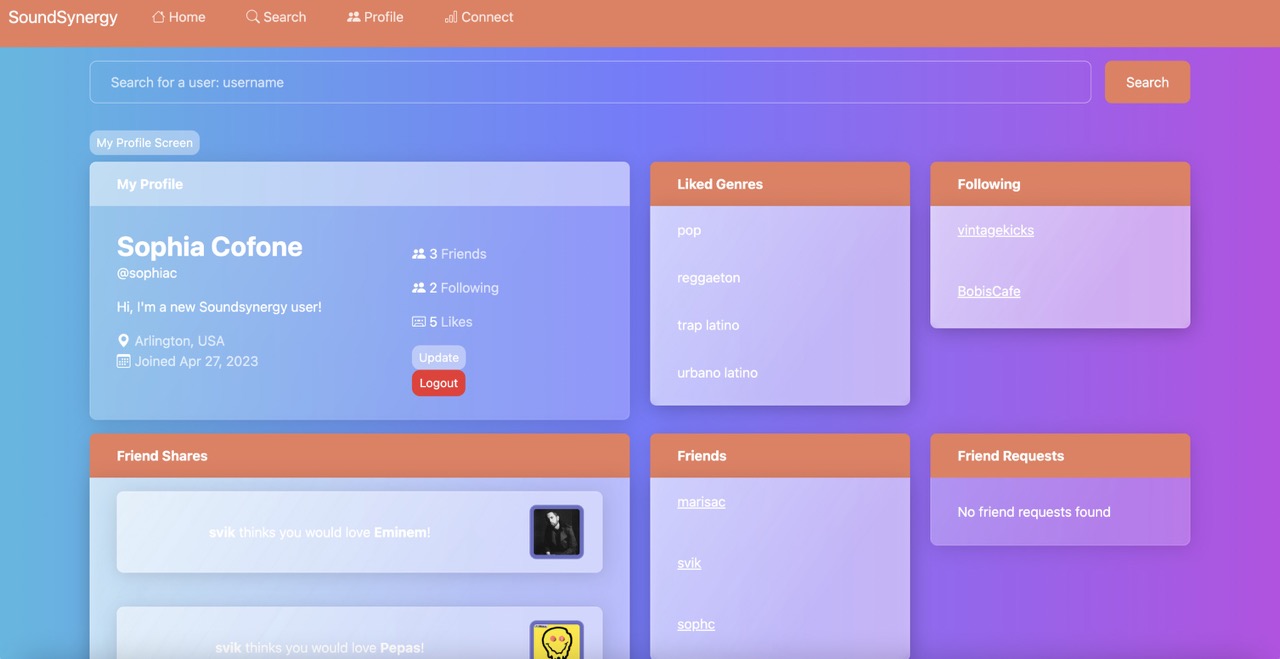 SoundSynergy
Home
Search
Profile
Connect
Search for a user: username
Search
My Profile Screen
My Profile
Sophia Cofone
@sophiac
Hi, I'm a new Soundsynergy user!
Arlington, USA
Joined Apr 27, 2023
3 Friends
2 Following
5 Likes
Update
Logout
Liked Genres
pop
reggaeton
trap latino
urbano latino
Following
vintagekicks
BobisCafe
Friend Shares
svik thinks you would love Eminem!
svik thinks you would love Pepas!
Friends
marisac
svik
sophc
Friend Requests
No friend requests found